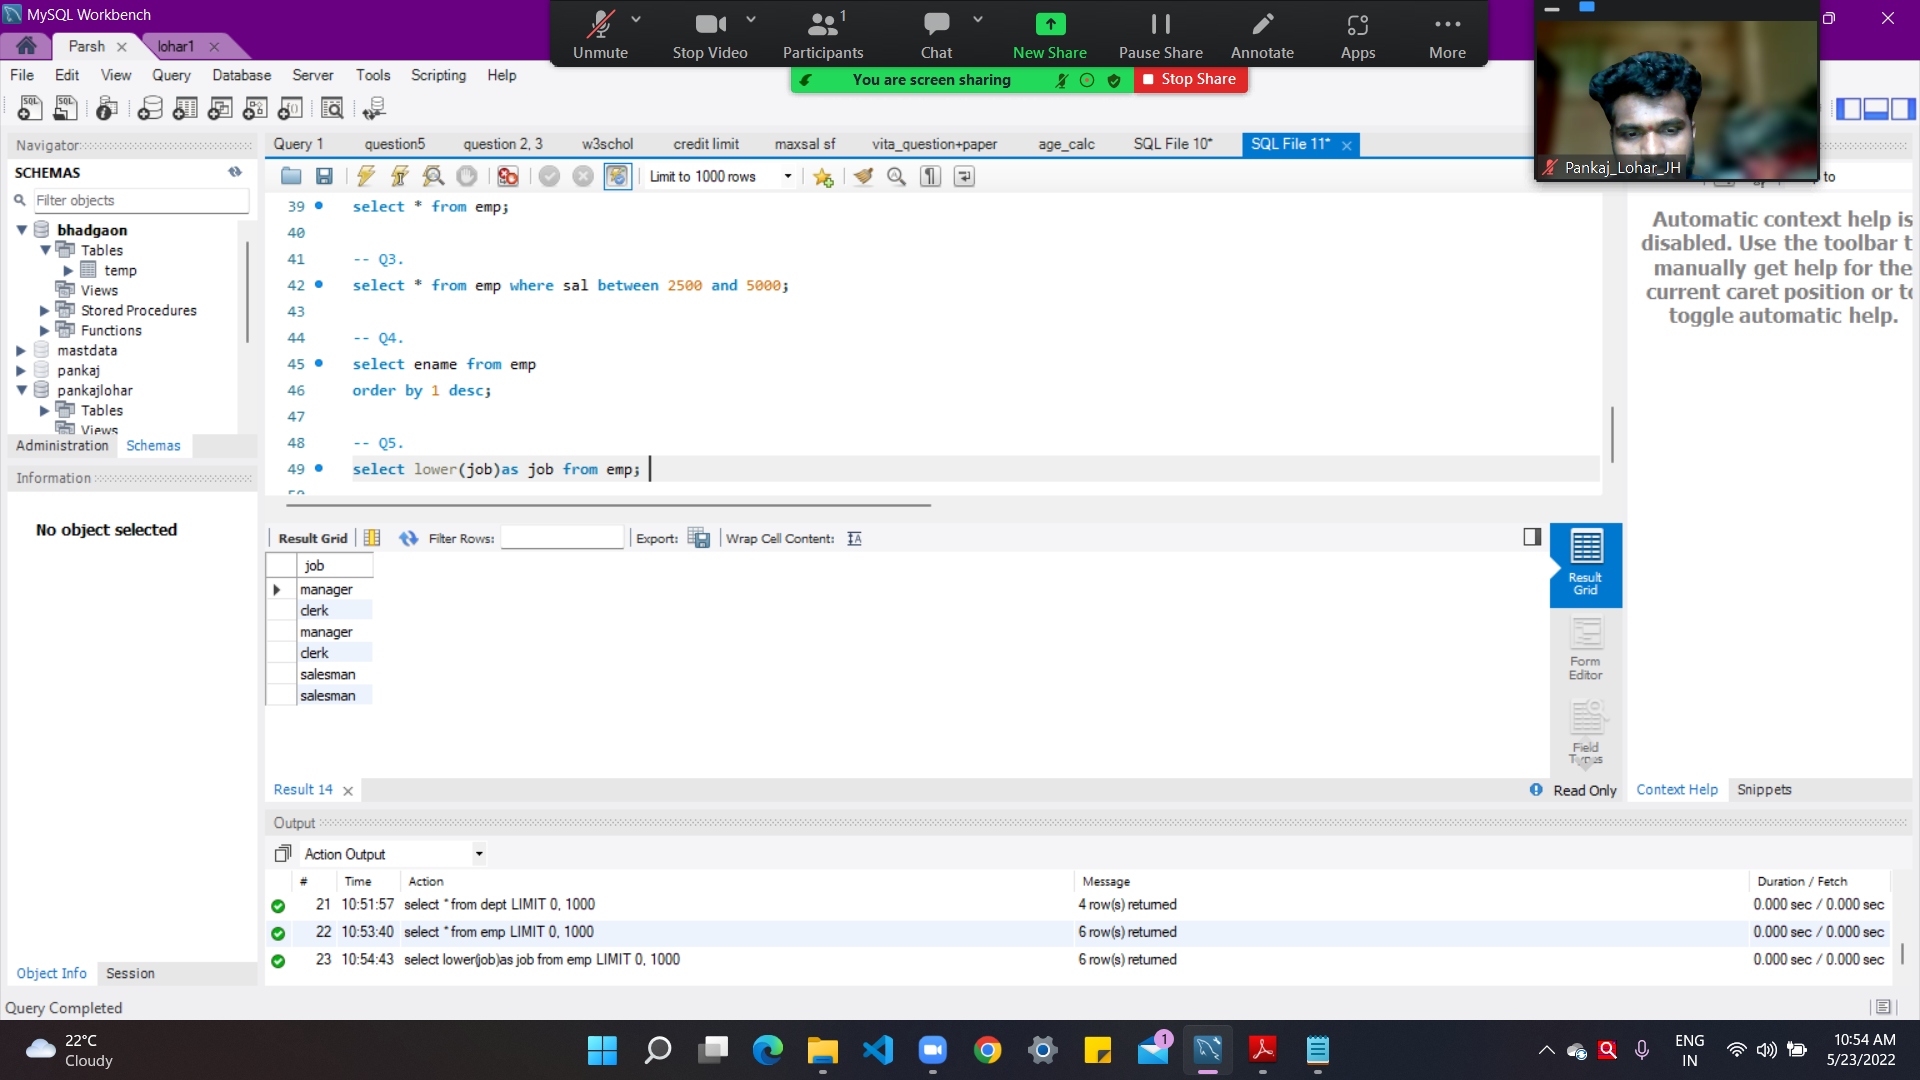 MySQL Workbench
Parsh
lohar1
File Edit View Query Database Server Tools Scripting Help
Unmute
Stop Video
1
Participants
Chat
New Share
Pause Share
Annotate
Apps
More
You are screen sharing
Stop Share
Pankaj_Lohar_JH
Navigator
SCHEMAS
Filter objects
bhadgaon
Tables
temp
Views
Stored Procedures
Functions
mastdata
pankaj
pankajlohar
Tables
Views
Administration Schemas
Information
No object selected
Object Info Session
Query 1 question5 question 2, 3 w3schol credit limit maxsal sf vita_question+paper age_calc SQL File 10* SQL File 11*
Limit to 1000 rows
39 select * from emp;
40
41 -- Q3.
42 select * from emp where sal between 2500 and 5000;
43
44 -- Q4.
45 select ename from emp
46 order by 1 desc;
47
48 -- Q5.
49 select lower(job)as job from emp;
50
Result Grid Filter Rows: Export: Wrap Cell Content:
job
manager
clerk
manager
clerk
salesman
salesman
Result Grid
Form Editor
Field Types
Result 14
Read Only
to
Automatic context help is
disabled. Use the toolbar t
manually get help for the
current caret position or to
toggle automatic help.
Context Help Snippets
Output
Action Output
# Time Action Message Duration / Fetch
21 10:51:57 select * from dept LIMIT 0, 1000 4 row(s) returned 0.000 sec / 0.000 sec
22 10:53:40 select * from emp LIMIT 0, 1000 6 row(s) returned 0.000 sec / 0.000 sec
23 10:54:43 select lower(job)as job from emp LIMIT 0, 1000 6 row(s) returned 0.000 sec / 0.000 sec
Query Completed
22°C
Cloudy
1
ENG
IN
10:54 AM
5/23/2022